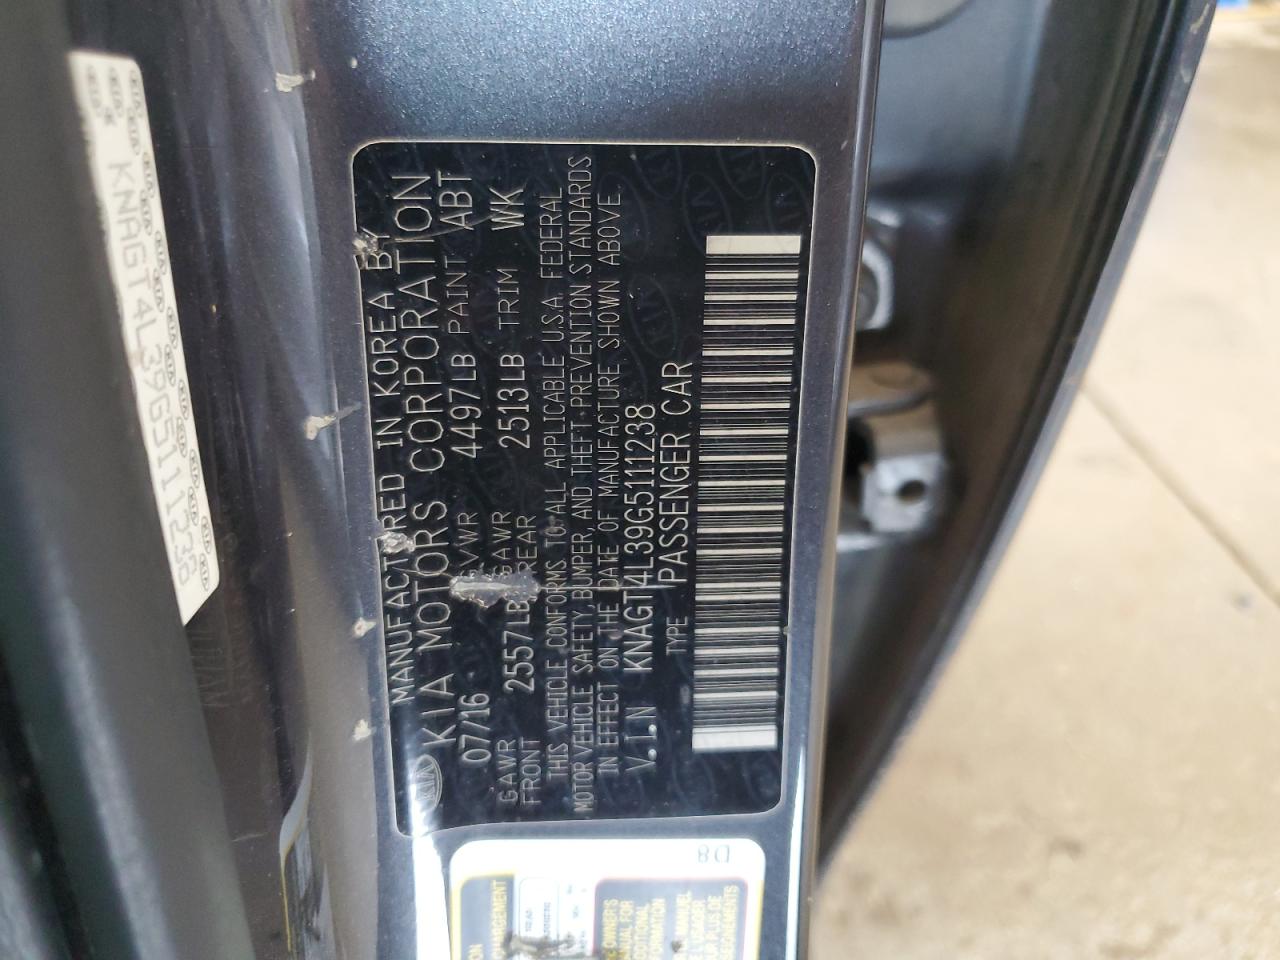 KNAGT4L39G5111238
MANUFACTURED IN KOREA BY
KIA MOTORS CORPORATION
07/16 GVWR 4497LB PAINT ABT
GAWR FRONT 2557LB GAWR REAR 2513LB TRIM WK
THIS VEHICLE CONFORMS TO ALL APPLICABLE U.S.A. FEDERAL
MOTOR VEHICLE SAFETY, BUMPER, AND THEFT PREVENTION STANDARDS
IN EFFECT ON THE DATE OF MANUFACTURE SHOWN ABOVE.
V.I.N KNAGT4L39G5111238
TYPE PASSENGER CAR
KIA
D8